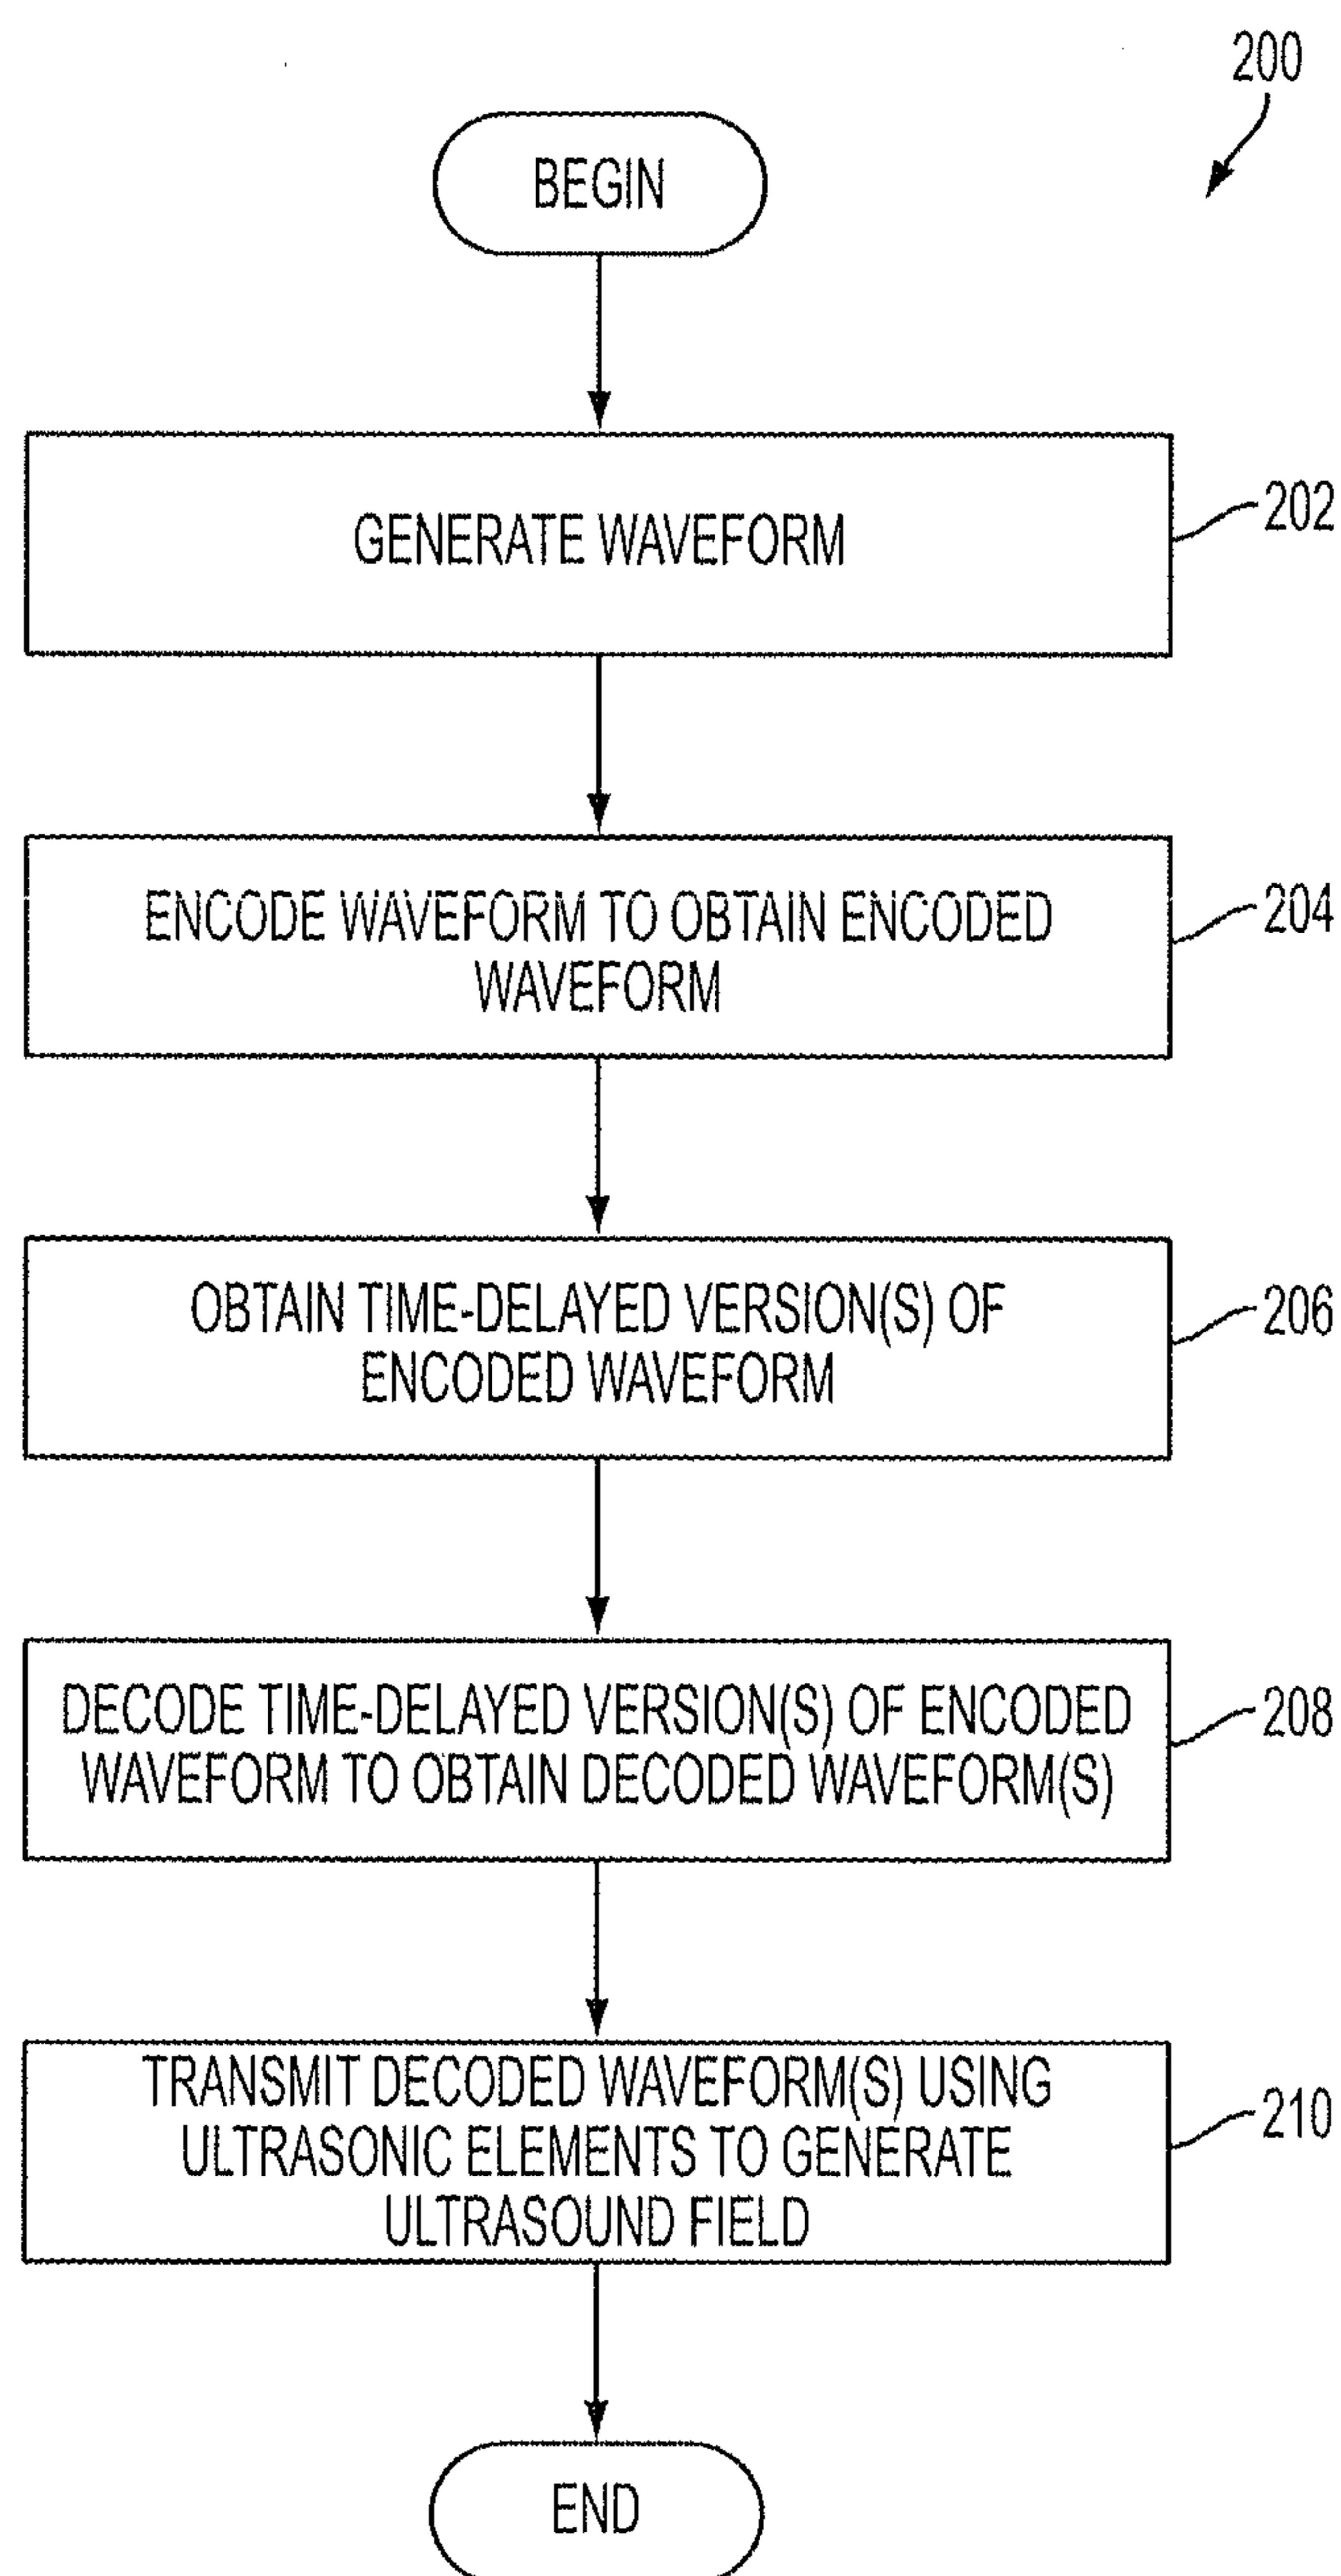 200
BEGIN
GENERATE WAVEFORM
202
ENCODE WAVEFORM TO OBTAIN ENCODED
WAVEFORM
204
OBTAIN TIME-DELAYED VERSION(S) OF
ENCODED WAVEFORM
206
DECODE TIME-DELAYED VERSION(S) OF ENCODED
WAVEFORM TO OBTAIN DECODED WAVEFORM(S)
208
TRANSMIT DECODED WAVEFORM(S) USING
ULTRASONIC ELEMENTS TO GENERATE
ULTRASOUND FIELD
210
END